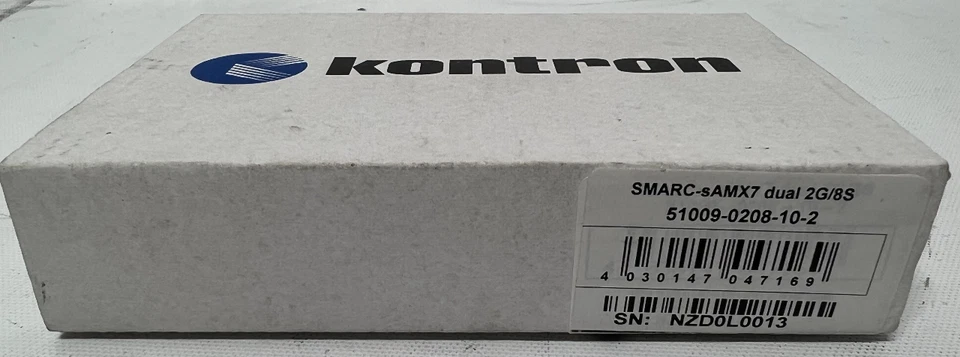 kontron
SMARC-sAMX7 dual 2G/8S
51009-0208-10-2
4 030147 047169
SN: NZD0L0013